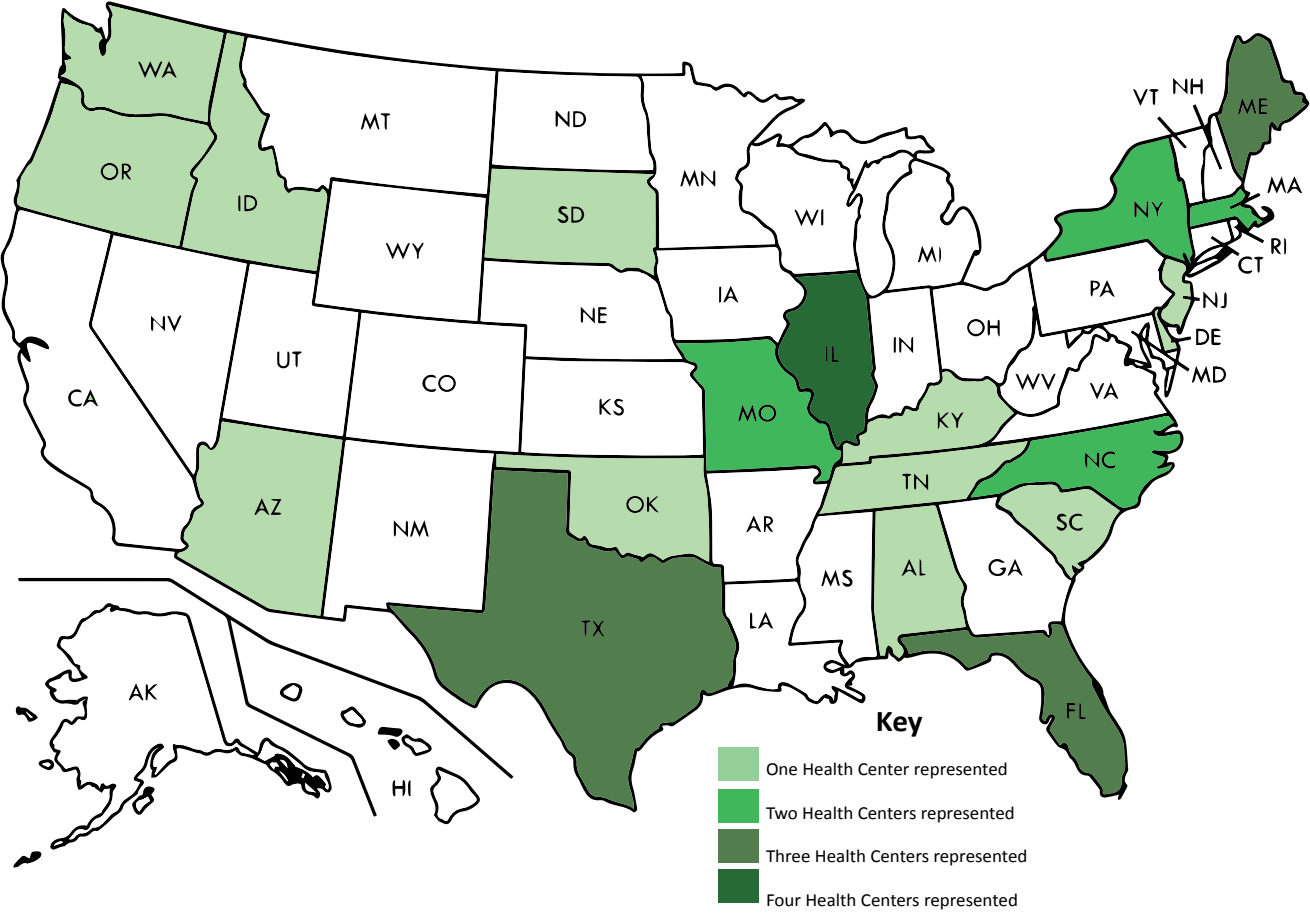 WA
MT
ND
OR
ID
SD
MN
WI
MI
VT
NH
ME
NY
MA
RI
CT
WY
IA
NE
PA
NJ
DE
MD
NV
UT
CO
CA
KS
MO
IL
IN
OH
WV
VA
KY
NC
TN
AZ
NM
OK
AR
SC
MS
AL
GA
LA
TX
FL
AK
HI
Key
One Health Center represented
Two Health Centers represented
Three Health Centers represented
Four Health Centers represented